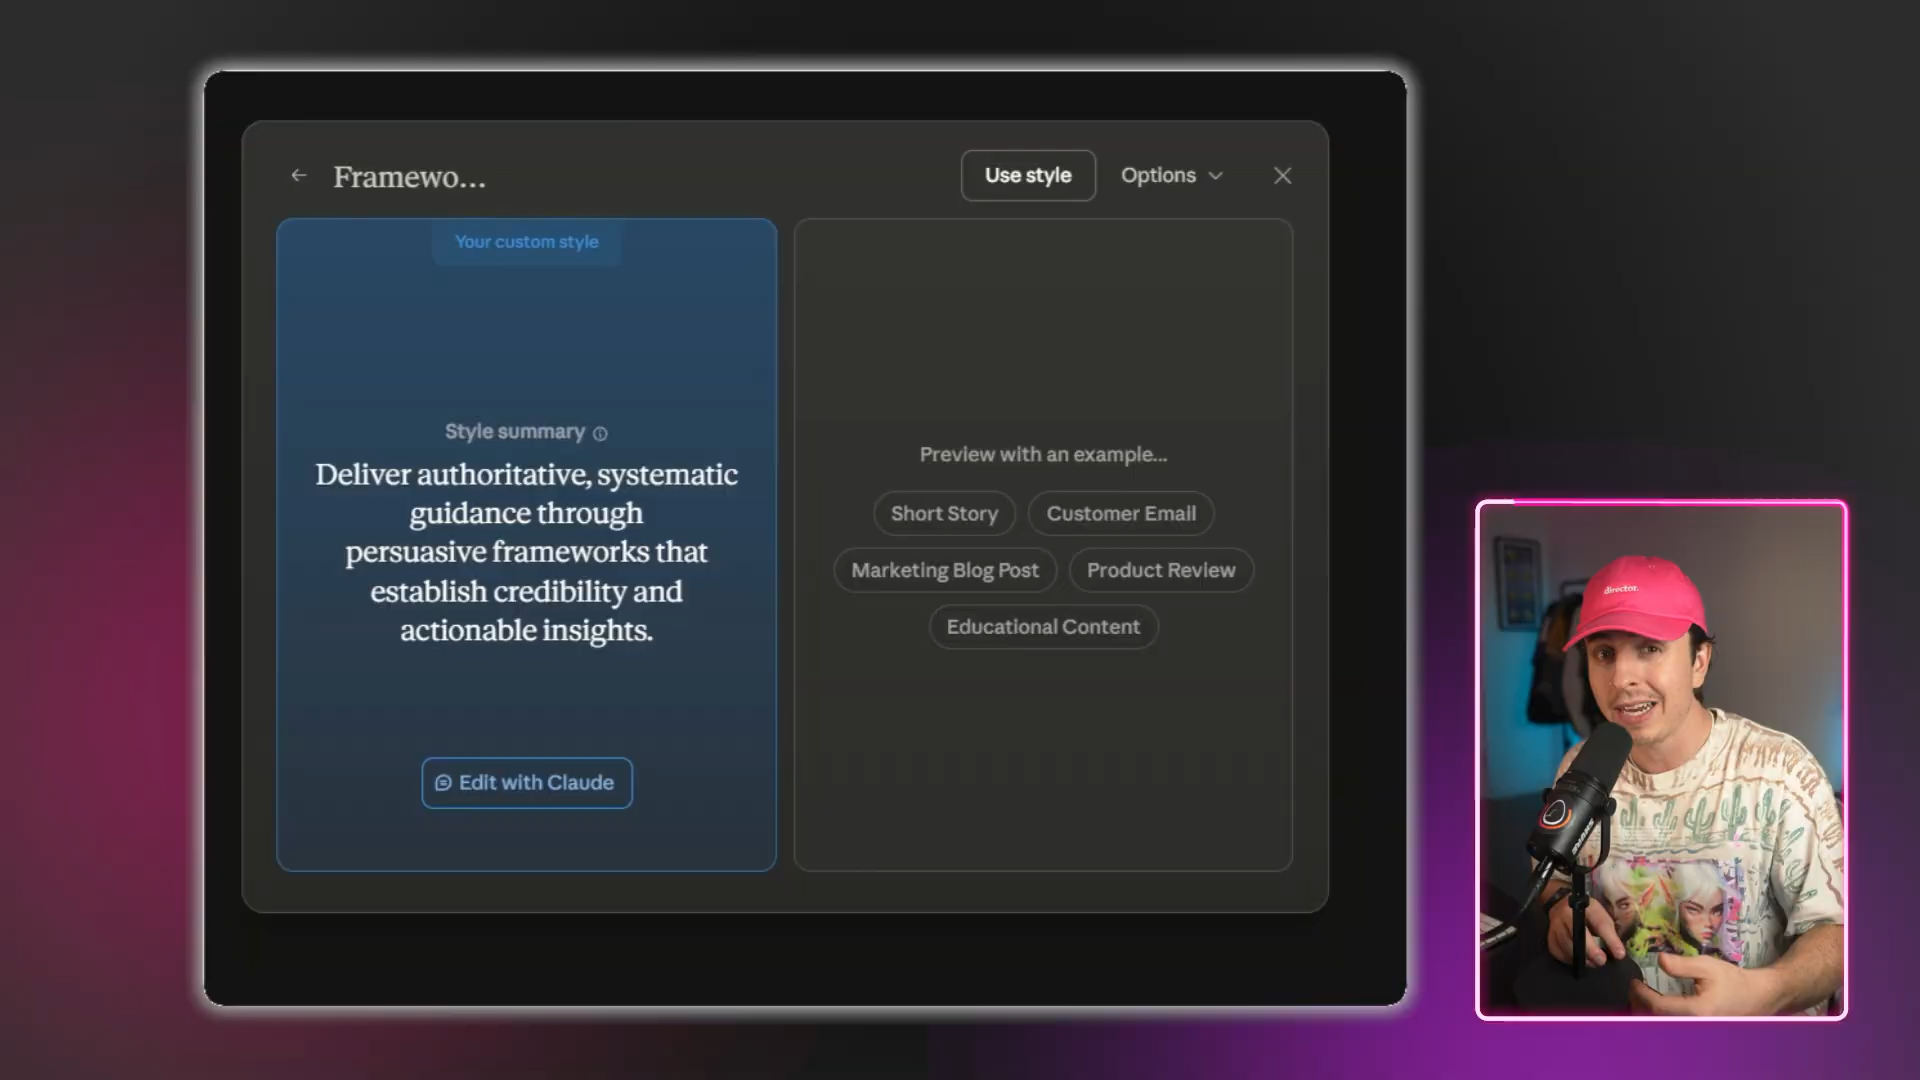 Framewo...
Use style
Options
Your custom style
Style summary
Deliver authoritative, systematic
guidance through
persuasive frameworks that
establish credibility and
actionable insights.
Edit with Claude
Preview with an example...
Short Story
Customer Email
Marketing Blog Post
Product Review
Educational Content
director.
SHURE